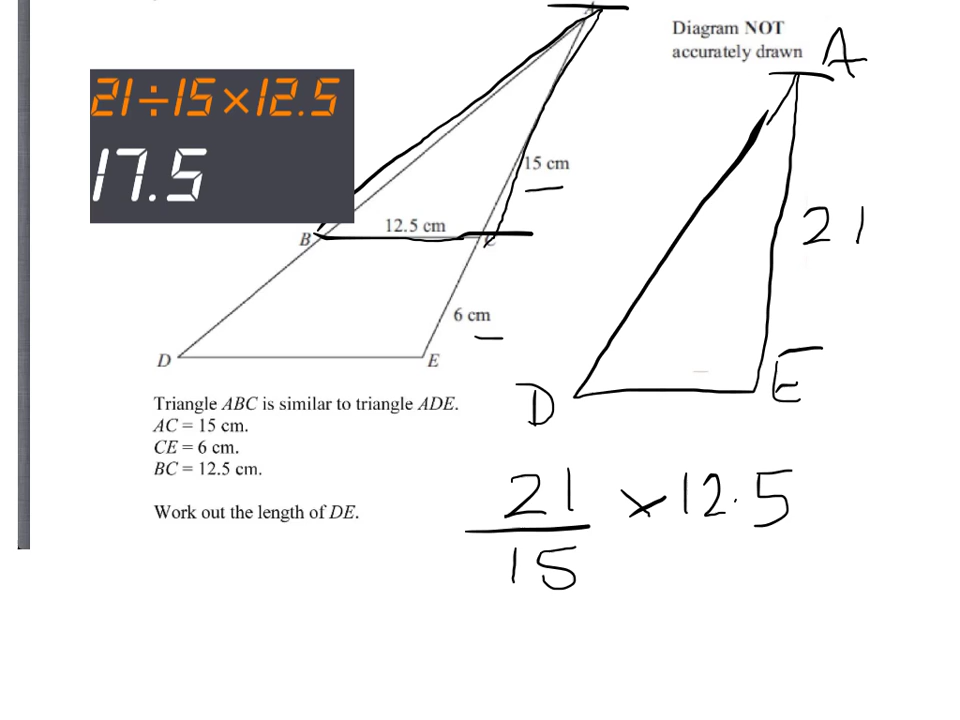 A
Diagram NOT
accurately drawn
A
21÷15×12.5
17.5
15 cm
21
12.5 cm
B
C
6 cm
D
E
D
E
Triangle ABC is similar to triangle ADE.
AC = 15 cm.
CE = 6 cm.
BC = 12.5 cm.
Work out the length of DE.
21
15
×12.5